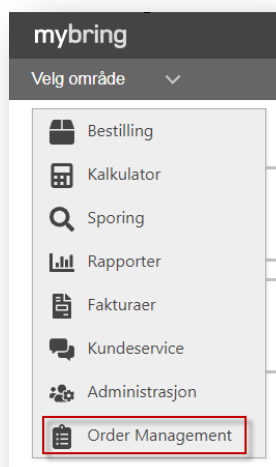 mybring
Velg område
Bestilling
Kalkulator
Sporing
Rapporter
Fakturaer
Kundeservice
Administrasjon
Order Management